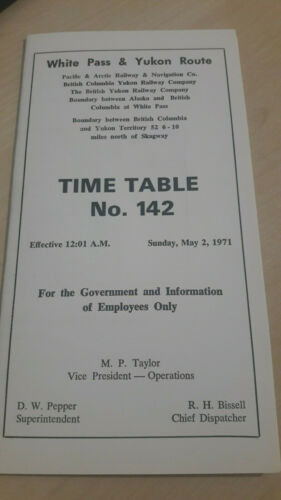 White Pass & Yukon Route
Pacific & Arctic Railway & Navigation Co.
British Columbia Yukon Railway Company
The British Yukon Railway Company
Boundary between Alaska and British
Columbia at White Pass
Boundary between British Columbia
and Yukon Territory 52 6-10
miles north of Skagway
TIME TABLE
No. 142
Effective 12:01 A.M. Sunday, May 2, 1971
For the Government and Information
of Employees Only
M. P. Taylor
Vice President — Operations
D. W. Pepper R. H. Bissell
Superintendent Chief Dispatcher